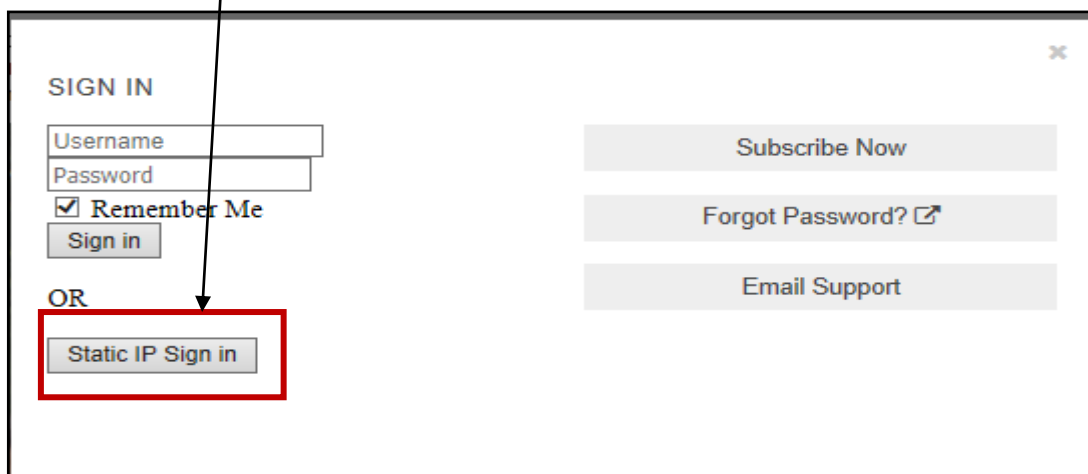 SIGN IN
Username
Password
Remember Me
Sign in
OR
Static IP Sign in
Subscribe Now
Forgot Password?
Email Support